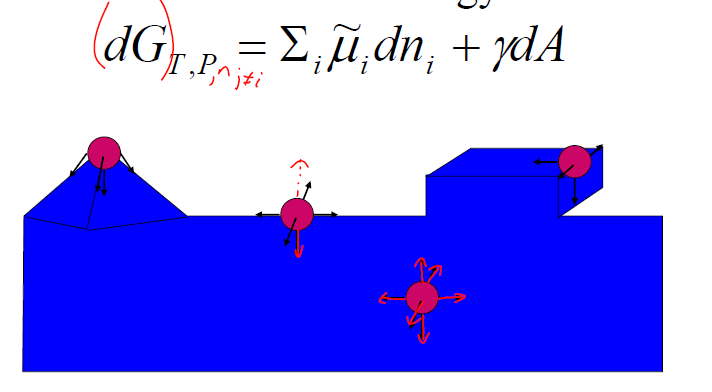 (dG)_{T,P,n_{j≠i}} = Σ_i μ̃_i dn_i + γdA